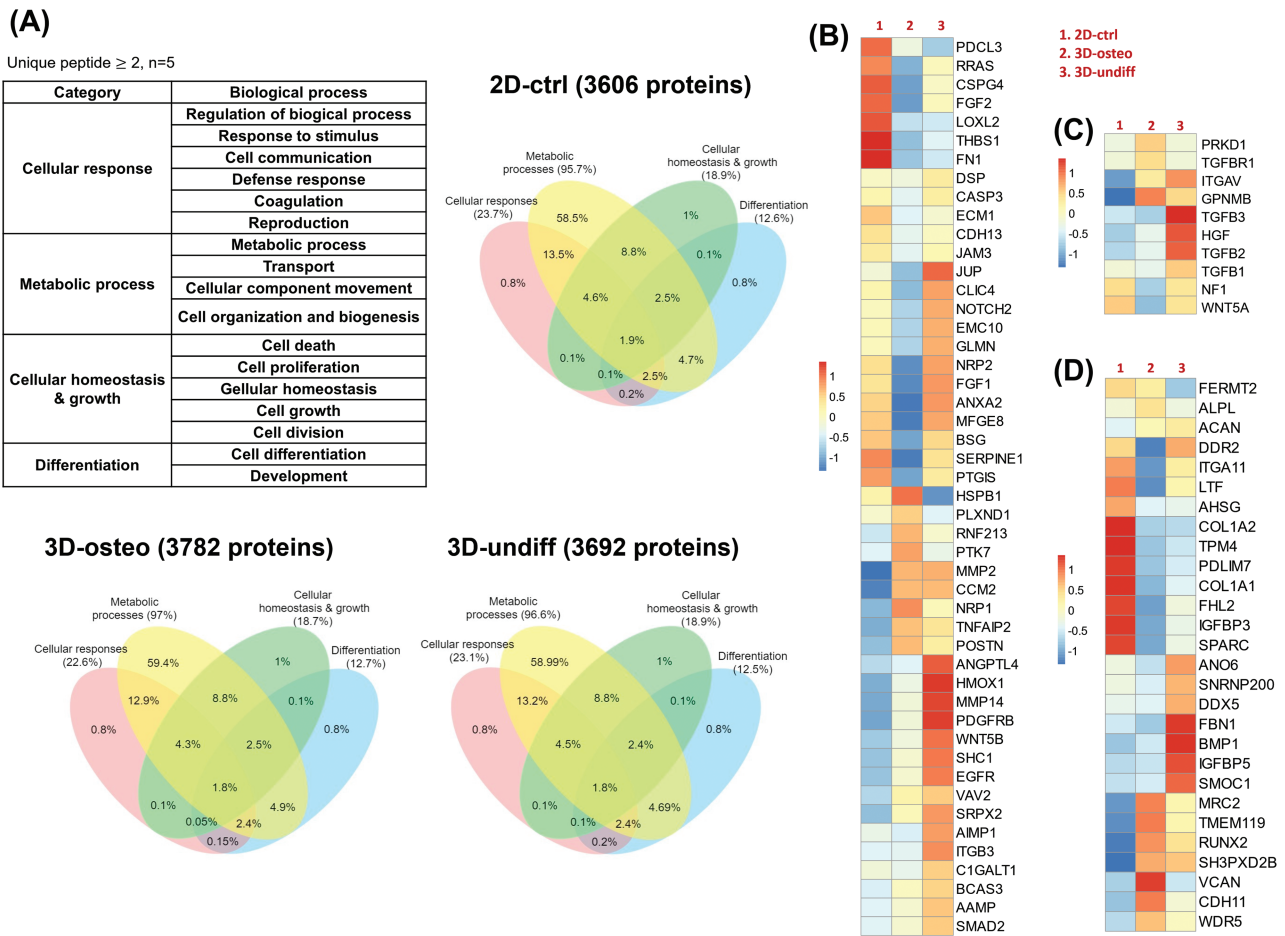 (A)
Unique peptide ≥ 2, n=5
Category
Biological process
Cellular response
Regulation of biogical process
Response to stimulus
Cell communication
Defense response
Coagulation
Reproduction
Metabolic process
Metabolic process
Transport
Cellular component movement
Cell organization and biogenesis
Cellular homeostasis
& growth
Cell death
Cell proliferation
Gellular homeostasis
Cell growth
Cell division
Differentiation
Cell differentiation
Development
2D-ctrl (3606 proteins)
Metabolic
processes (95.7%)
Cellular
homeostasis & growth
(18.9%)
Cellular responses
(23.7%)
Differentiation
(12.6%)
58.5%
1%
13.5%
8.8%
0.1%
0.8%
0.8%
4.6%
2.5%
1.9%
0.1%
4.7%
0.1%
2.5%
0.2%
3D-osteo (3782 proteins)
Metabolic
processes (97%)
Cellular
homeostasis & growth
(18.7%)
Cellular responses
(22.6%)
Differentiation
(12.7%)
59.4%
1%
12.9%
8.8%
0.1%
0.8%
0.8%
4.3%
2.5%
1.8%
0.1%
4.9%
0.05%
2.4%
0.15%
3D-undiff (3692 proteins)
Metabolic
processes (96.6%)
Cellular
homeostasis & growth
(18.9%)
Cellular responses
(23.1%)
Differentiation
(12.5%)
58.99%
1%
13.2%
8.8%
0.1%
0.8%
0.8%
4.5%
2.4%
1.8%
0.1%
4.69%
0.1%
2.4%
0.2%
(B)
1 2 3
PDCL3
RRAS
CSPG4
FGF2
LOXL2
THBS1
FN1
DSP
CASP3
ECM1
CDH13
JAM3
JUP
CLIC4
NOTCH2
EMC10
GLMN
NRP2
FGF1
ANXA2
MFGE8
BSG
SERPINE1
PTGIS
HSPB1
PLXND1
RNF213
PTK7
MMP2
CCM2
NRP1
TNFAIP2
POSTN
ANGPTL4
HMOX1
MMP14
PDGFRB
WNT5B
SHC1
EGFR
VAV2
SRPX2
AIMP1
ITGB3
C1GALT1
BCAS3
AAMP
SMAD2
1
0.5
0
-0.5
-1
1. 2D-ctrl
2. 3D-osteo
3. 3D-undiff
(C)
1 2 3
PRKD1
TGFBR1
ITGAV
GPNMB
TGFB3
HGF
TGFB2
TGFB1
NF1
WNT5A
1
0.5
0
-0.5
-1
(D)
1 2 3
FERMT2
ALPL
ACAN
DDR2
ITGA11
LTF
AHSG
COL1A2
TPM4
PDLIM7
COL1A1
FHL2
IGFBP3
SPARC
ANO6
SNRNP200
DDX5
FBN1
BMP1
IGFBP5
SMOC1
MRC2
TMEM119
RUNX2
SH3PXD2B
VCAN
CDH11
WDR5
1
0.5
0
-0.5
-1